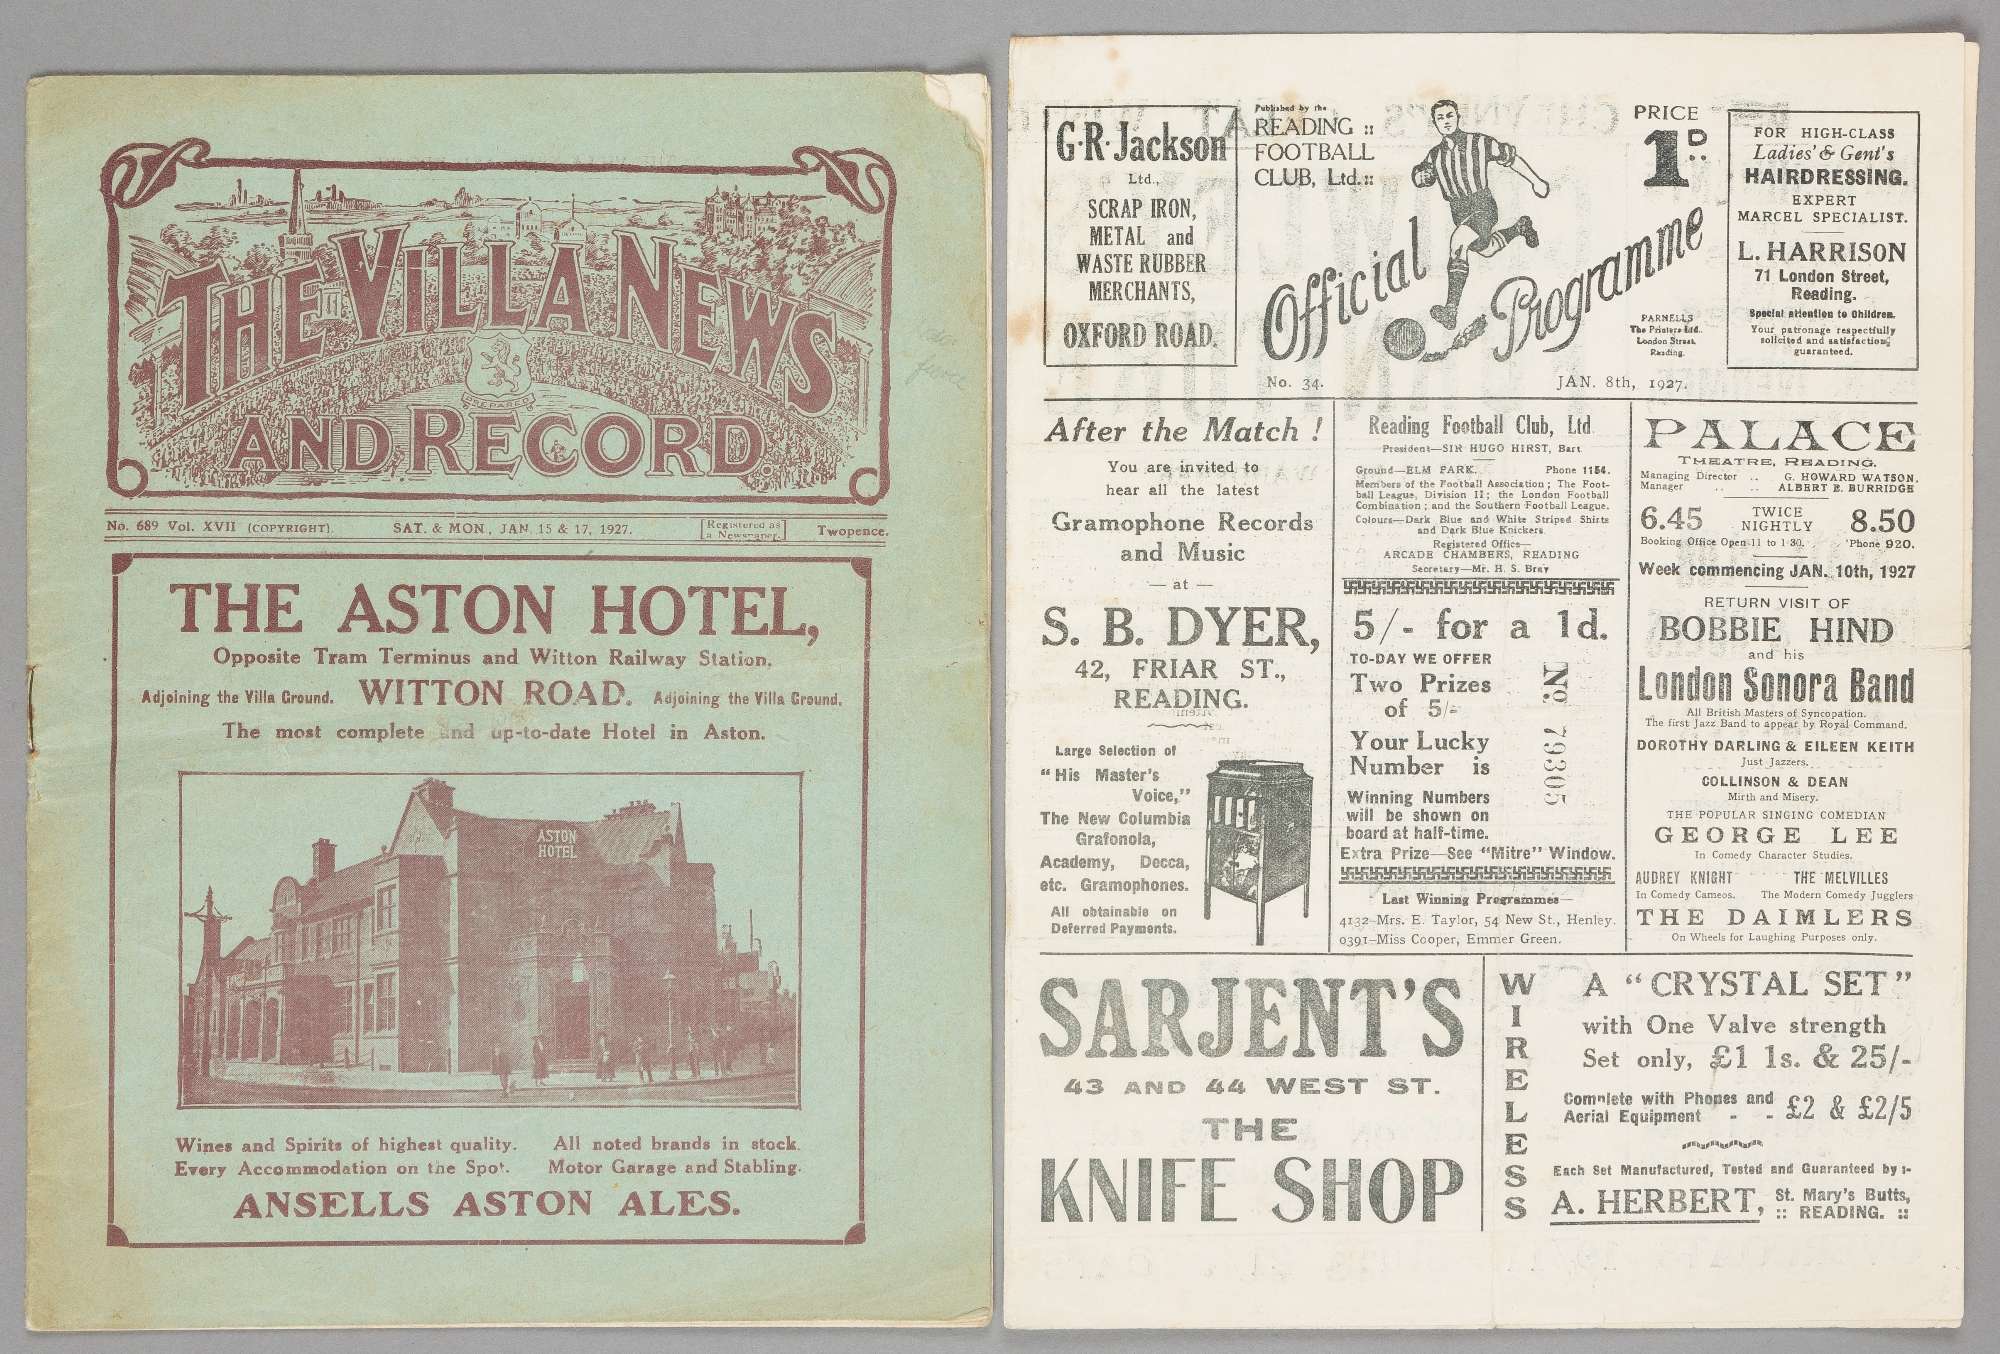 THE VILLA NEWS
AND RECORD
PREPARED
No. 689 Vol. XVII (COPYRIGHT). SAT. & MON., JAN. 15 & 17, 1927. Registered as a Newspaper. Twopence.
THE ASTON HOTEL,
Opposite Tram Terminus and Witton Railway Station.
Adjoining the Villa Ground. WITTON ROAD. Adjoining the Villa Ground.
The most complete and up-to-date Hotel in Aston.
ASTON
HOTEL
Wines and Spirits of highest quality. All noted brands in stock.
Every Accommodation on the Spot. Motor Garage and Stabling.
ANSELLS ASTON ALES.
G. R. Jackson
Ltd.,
SCRAP IRON,
METAL and
WASTE RUBBER
MERCHANTS,
OXFORD ROAD.
Published by the
READING ::
FOOTBALL
CLUB, Ltd.::
Official Programme
PRICE
1D.
PARNELLS
The Printers Ltd.
London Street,
Reading.
FOR HIGH-CLASS
Ladies' & Gent's
HAIRDRESSING.
EXPERT
MARCEL SPECIALIST.
L. HARRISON
71 London Street,
Reading.
Special attention to Children.
Your patronage respectfully
solicited and satisfaction
guaranteed.
No. 34. JAN. 8th, 1927.
After the Match !
You are invited to
hear all the latest
Gramophone Records
and Music
— at —
S. B. DYER,
42, FRIAR ST.,
READING.
Large Selection of
"His Master's
Voice,"
The New Columbia
Grafonola,
Academy, Decca,
etc. Gramophones.
All obtainable on
Deferred Payments.
Reading Football Club, Ltd
President—SIR HUGO HIRST, Bart.
Ground—ELM PARK. Phone 1154.
Members of the Football Association; The Foot-
ball League, Division II; the London Football
Combination; and the Southern Football League.
Colours—Dark Blue and White Striped Shirts
and Dark Blue Knickers.
Registered Office—
ARCADE CHAMBERS, READING
Secretary—Mr. H. S. Bray
5/- for a 1d.
TO-DAY WE OFFER
Two Prizes
of 5/-
Your Lucky
Number is
No. 79305
Winning Numbers
will be shown on
board at half-time.
Extra Prize—See "Mitre" Window.
Last Winning Programmes—
4132—Mrs. E. Taylor, 54 New St., Henley.
0391—Miss Cooper, Emmer Green.
PALACE
THEATRE, READING.
Managing Director .. G. HOWARD WATSON.
Manager .. .. ALBERT E. BURRIDGE
6.45 TWICE NIGHTLY 8.50
Booking Office Open 11 to 1.30. 'Phone 920.
Week commencing JAN. 10th, 1927
RETURN VISIT OF
BOBBIE HIND
and his
London Sonora Band
All British Masters of Syncopation.
The first Jazz Band to appear by Royal Command.
DOROTHY DARLING & EILEEN KEITH
Just Jazzers.
COLLINSON & DEAN
Mirth and Misery.
THE POPULAR SINGING COMEDIAN
GEORGE LEE
In Comedy Character Studies.
AUDREY KNIGHT THE MELVILLES
In Comedy Cameos. The Modern Comedy Jugglers
THE DAIMLERS
On Wheels for Laughing Purposes only.
SARJENT'S
43 AND 44 WEST ST.
THE
KNIFE SHOP
WIRELESS
A "CRYSTAL SET"
with One Valve strength
Set only, £1 1s. & 25/-
Complete with Phones and
Aerial Equipment - - £2 & £2/5
Each Set Manufactured, Tested and Guaranteed by :-
A. HERBERT, St. Mary's Butts,
:: READING. ::